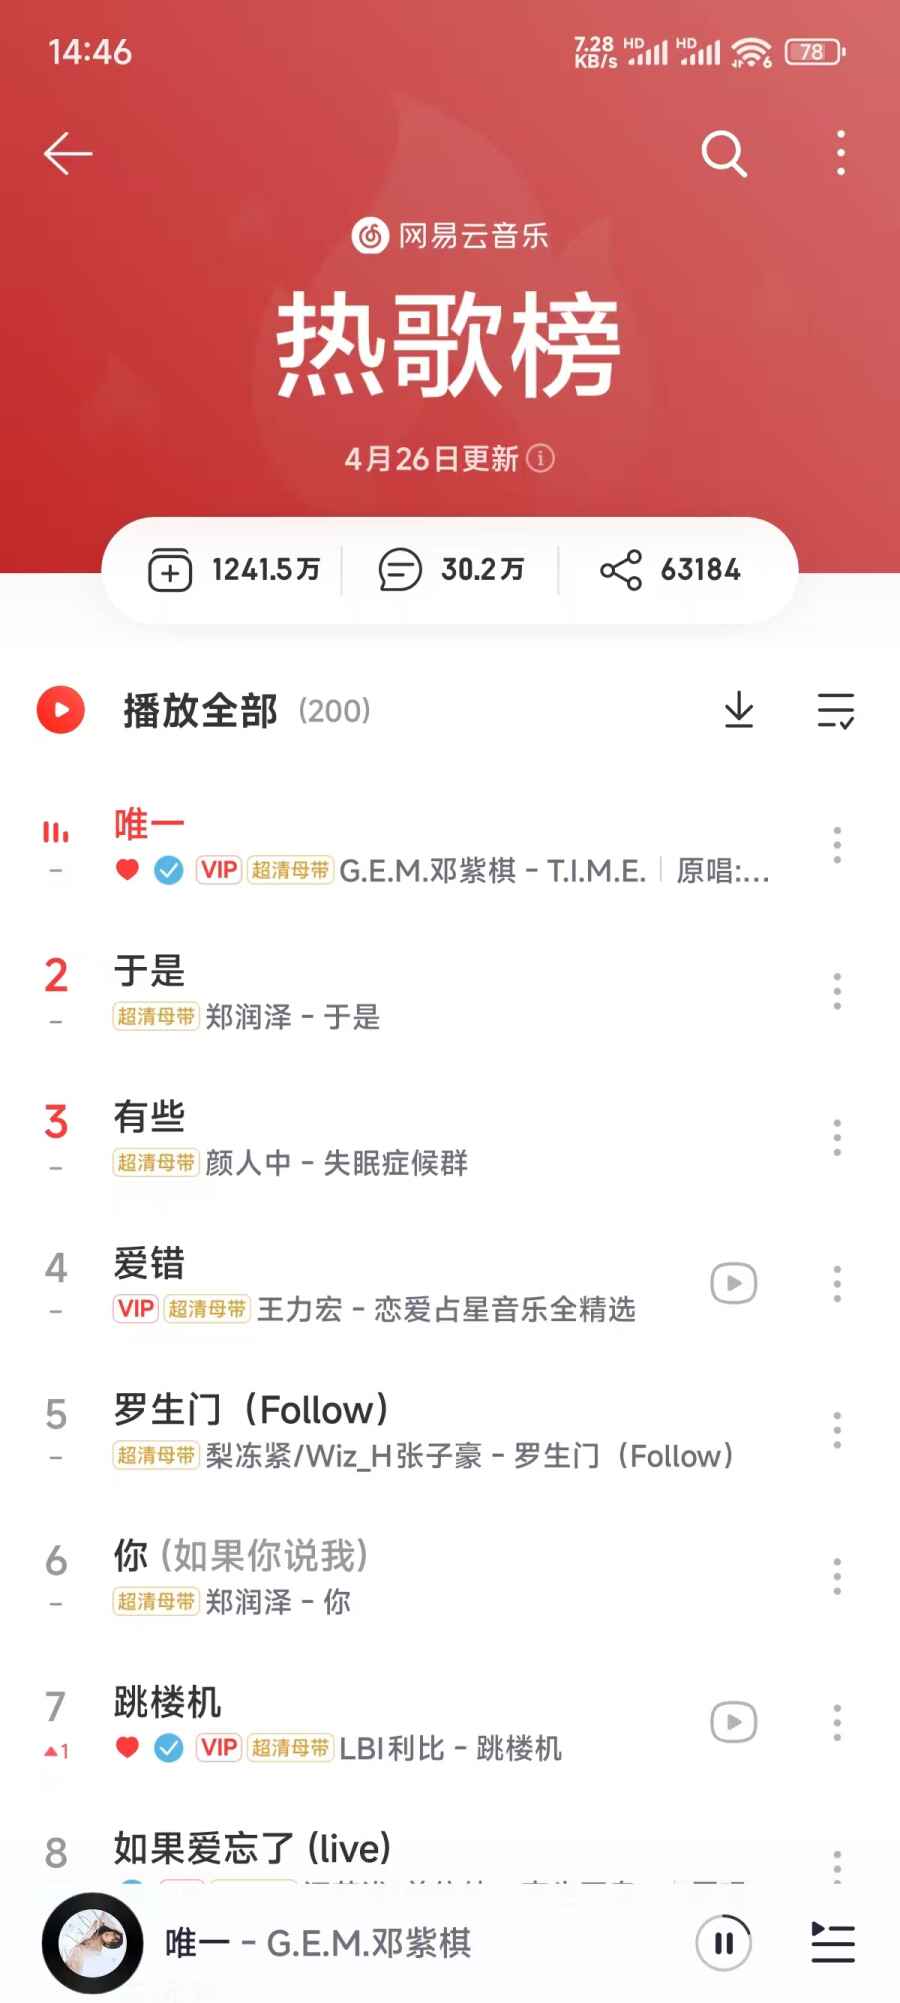 14:46
7.28 KB/s HD HD 6 78
网易云音乐
热歌榜
4月26日更新
1241.5万 30.2万 63184
播放全部 (200)
唯一
VIP 超清母带 G.E.M.邓紫棋 - T.I.M.E. 原唱:...
2 于是
超清母带 郑润泽 - 于是
3 有些
超清母带 颜人中 - 失眠症候群
4 爱错
VIP 超清母带 王力宏 - 恋爱占星音乐全精选
5 罗生门（Follow）
超清母带 梨冻紧/Wiz_H张子豪 - 罗生门（Follow）
6 你 (如果你说我)
超清母带 郑润泽 - 你
7 跳楼机
1 VIP 超清母带 LBI利比 - 跳楼机
8 如果爱忘了 (live)
唯一 - G.E.M.邓紫棋